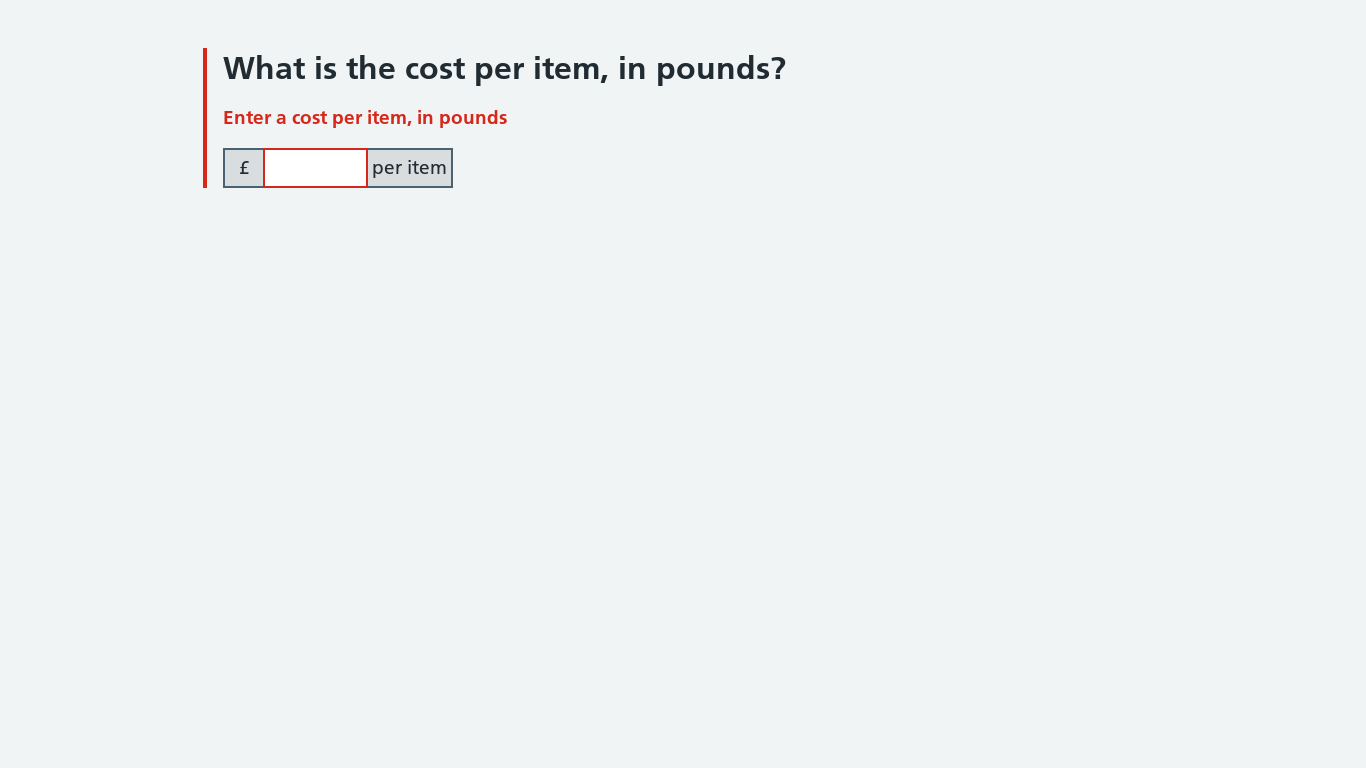 What is the cost per item, in pounds?
Enter a cost per item, in pounds
£ per item